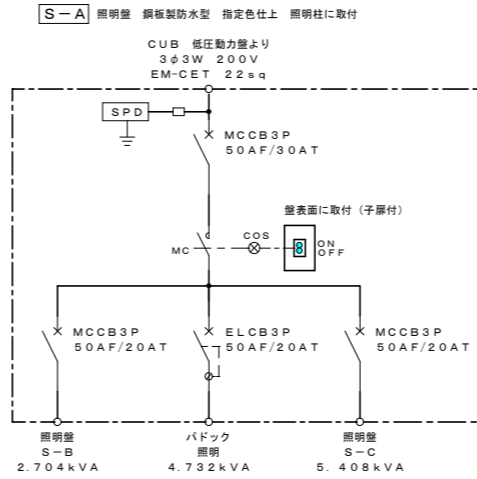 S－A 照明盤 鋼板製防水型 指定色仕上 照明柱に取付
CUB 低圧動力盤より
3φ3W 200V
EM-CET 22sq
SPD
MCCB3P
50AF/30AT
盤表面に取付（子扉付）
MC
COS
ON
OFF
MCCB3P
50AF/20AT
ELCB3P
50AF/20AT
MCCB3P
50AF/20AT
照明盤
S－B
2.704kVA
パドック
照明
4.732kVA
照明盤
S－C
5.408kVA